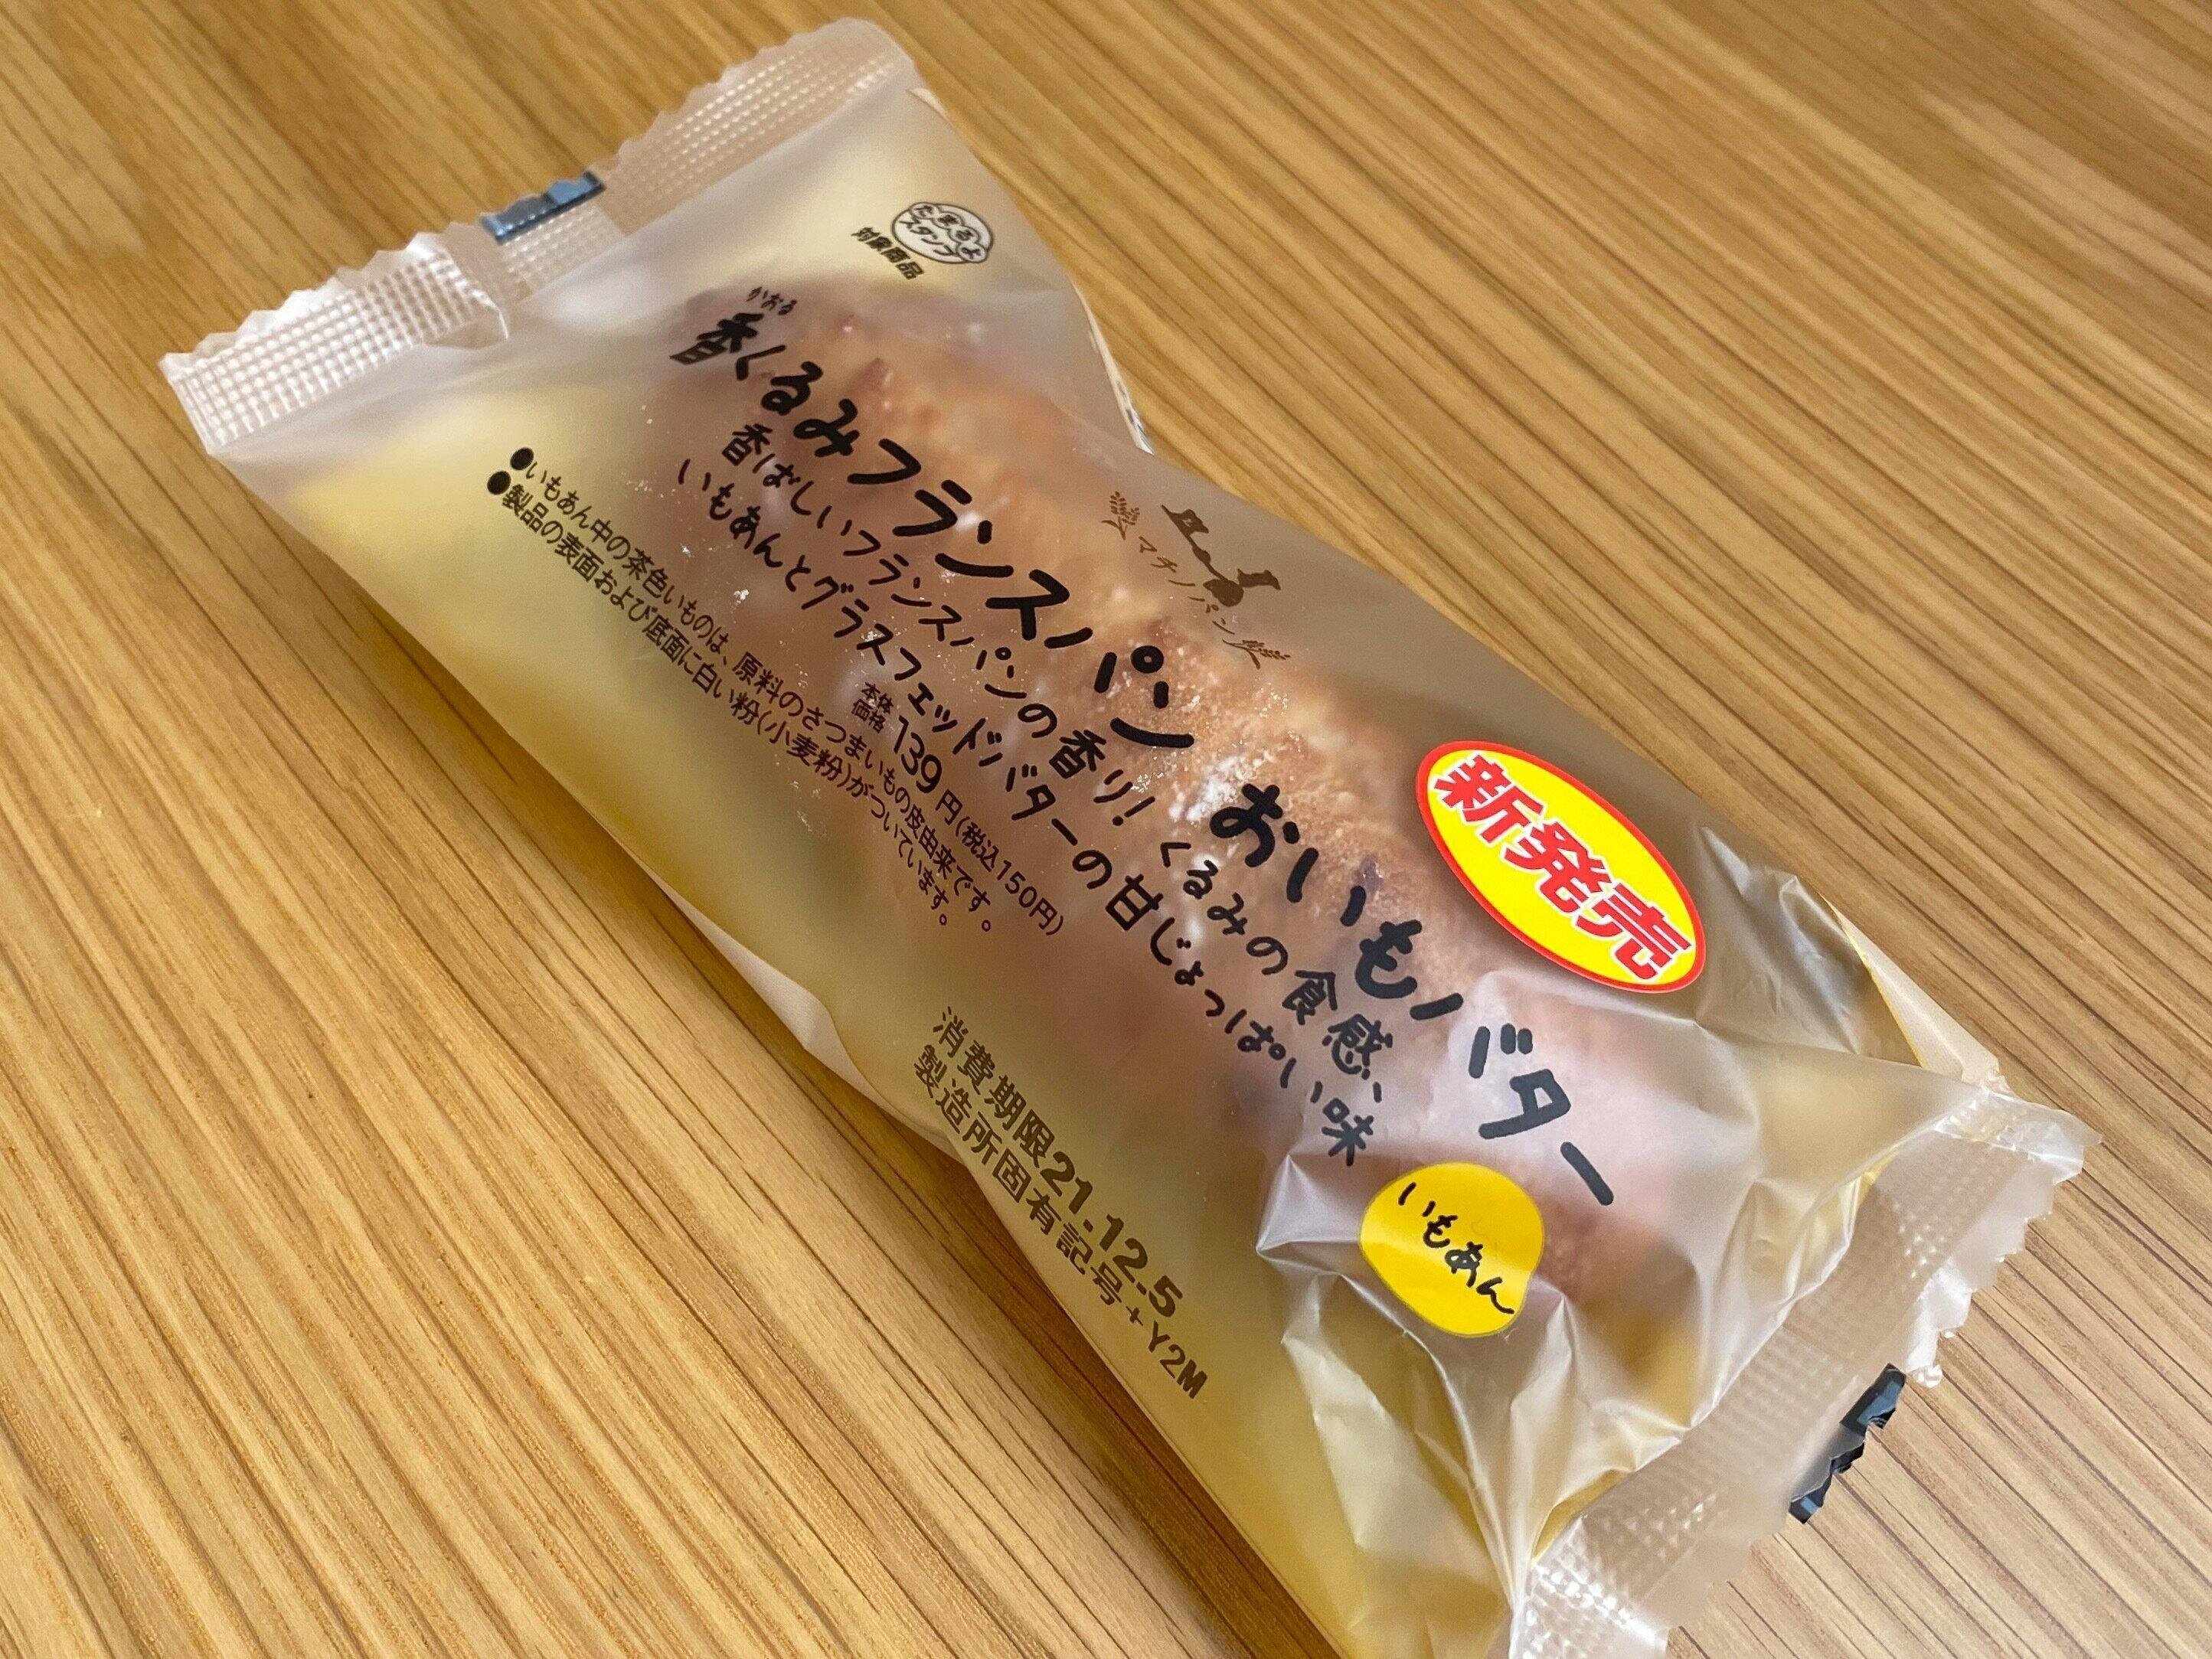 たまるよ
スタンプ
対象商品
かおる
香くるみフランスパン おいもバター
香ばしいフランスパンの香り! くるみの食感、
いもあんとグラスフェッドバターの甘じょっぱい味
マチノパン
新発売
本体価格139円(税込150円)
●いもあん中の茶色いものは、原料のさつまいもの皮由来です。
●製品の表面および底面に白い粉(小麦粉)がついています。
いもあん
消費期限21.12.5
製造所固有記号+Y2M